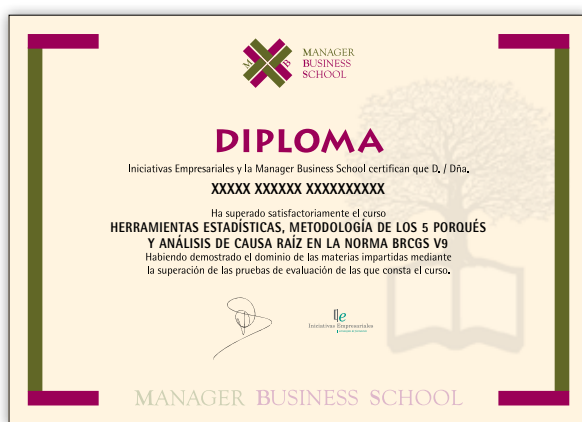 M B
MANAGER
BUSINESS
SCHOOL
DIPLOMA
Iniciativas Empresariales y la Manager Business School certifican que D. / Dña.
XXXXX XXXXXX XXXXXXXXXX
Ha superado satisfactoriamente el curso
HERRAMIENTAS ESTADÍSTICAS, METODOLOGÍA DE LOS 5 PORQUÉS
Y ANÁLISIS DE CAUSA RAÍZ EN LA NORMA BRCGS V9
Habiendo demostrado el dominio de las materias impartidas mediante
la superación de las pruebas de evaluación de las que consta el curso.
Iniciativas Empresariales
MANAGER BUSINESS SCHOOL